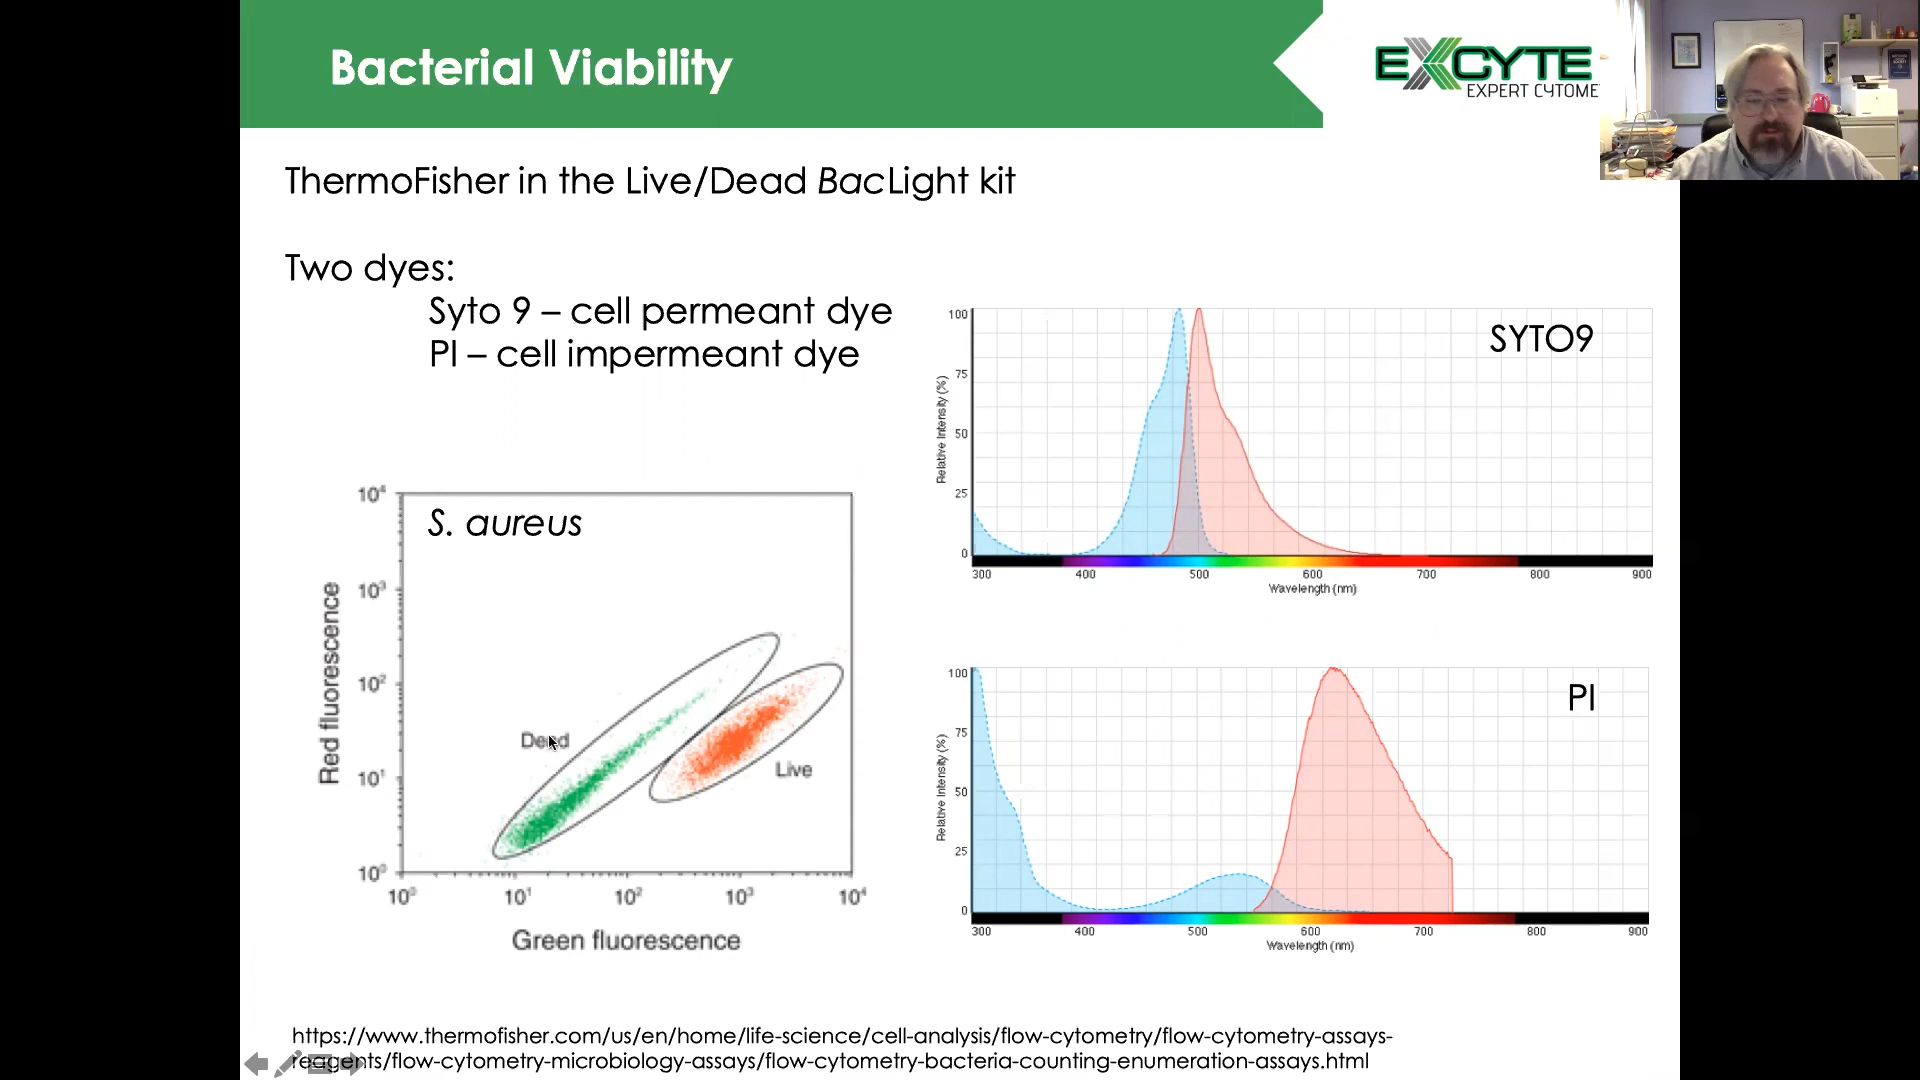 Bacterial Viability
EXCYTE
EXPERT CYTOME
ThermoFisher in the Live/Dead BacLight kit
Two dyes:
Syto 9 – cell permeant dye
PI – cell impermeant dye
S. aureus
10⁴
10³
10²
10¹
10⁰
Red fluorescence
Dead
Live
10⁰ 10¹ 10² 10³ 10⁴
Green fluorescence
SYTO9
100
75
50
25
0
Relative Intensity (%)
300 400 500 600 700 800 900
Wavelength (nm)
PI
100
75
50
25
0
Relative Intensity (%)
300 400 500 600 700 800 900
Wavelength (nm)
https://www.thermofisher.com/us/en/home/life-science/cell-analysis/flow-cytometry/flow-cytometry-assays-
reagents/flow-cytometry-microbiology-assays/flow-cytometry-bacteria-counting-enumeration-assays.html